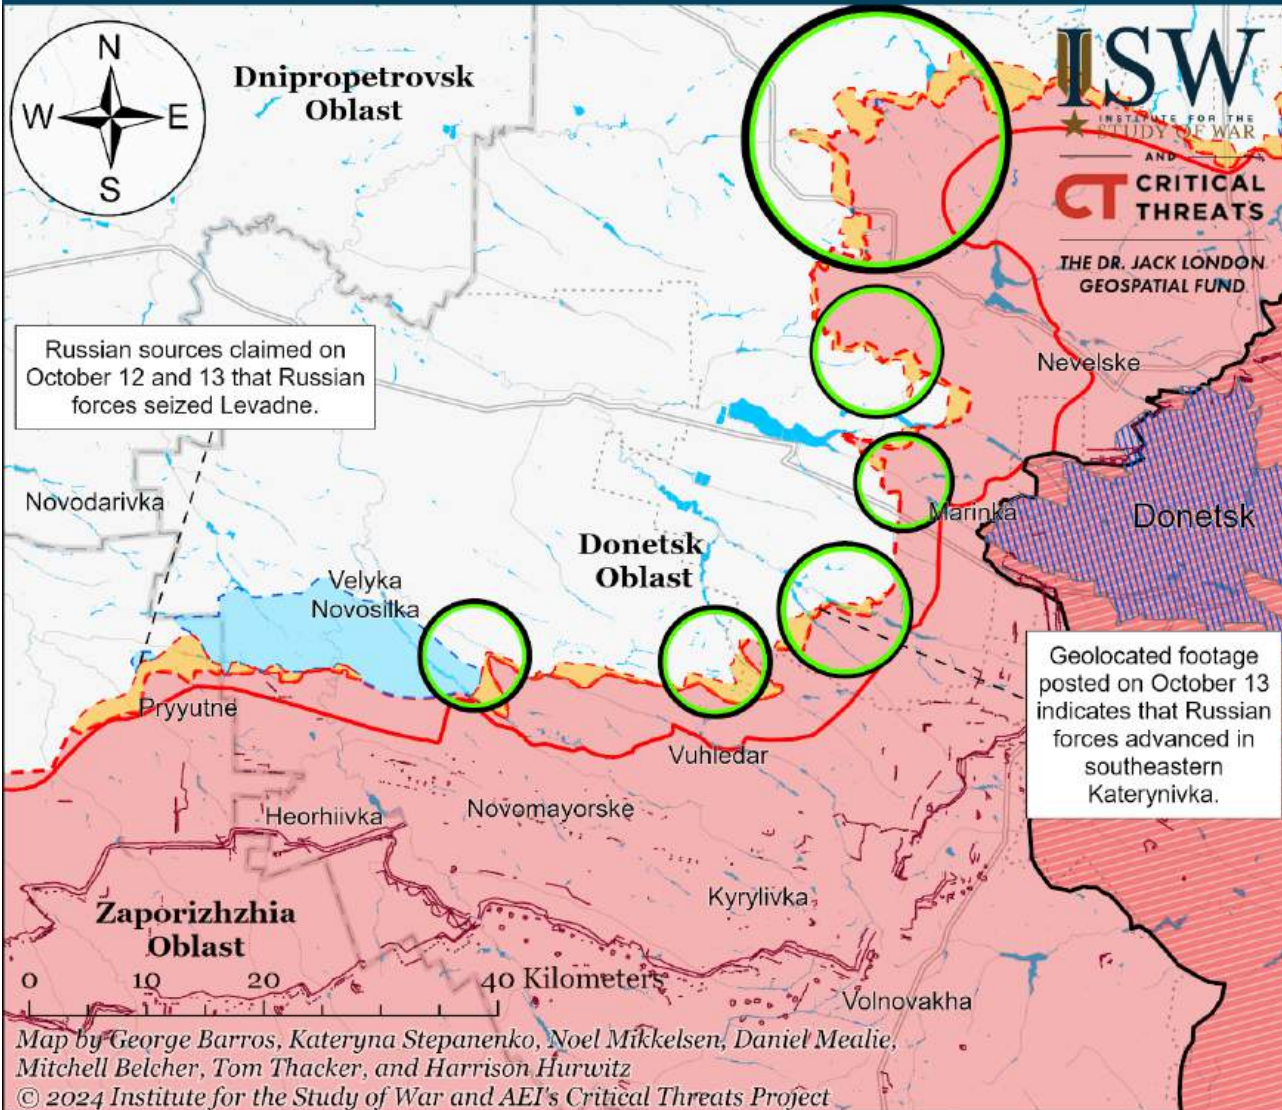 N
W
E
S
Dnipropetrovsk
Oblast
ISW
INSTITUTE FOR THE
STUDY OF WAR
AND
CT CRITICAL
THREATS
THE DR. JACK LONDON
GEOSPATIAL FUND
Russian sources claimed on
October 12 and 13 that Russian
forces seized Levadne.
Nevelske
Novodarivka
Marinka
Donetsk
Donetsk
Oblast
Velyka
Novosilka
Geolocated footage
posted on October 13
indicates that Russian
forces advanced in
southeastern
Katerynivka.
Pryyutne
Vuhledar
Heorhiivka
Novomayorske
Kyrylivka
Zaporizhzhia
Oblast
0 10 20 40 Kilometers
Volnovakha
Map by George Barros, Kateryna Stepanenko, Noel Mikkelsen, Daniel Mealie,
Mitchell Belcher, Tom Thacker, and Harrison Hurwitz
© 2024 Institute for the Study of War and AEI's Critical Threats Project